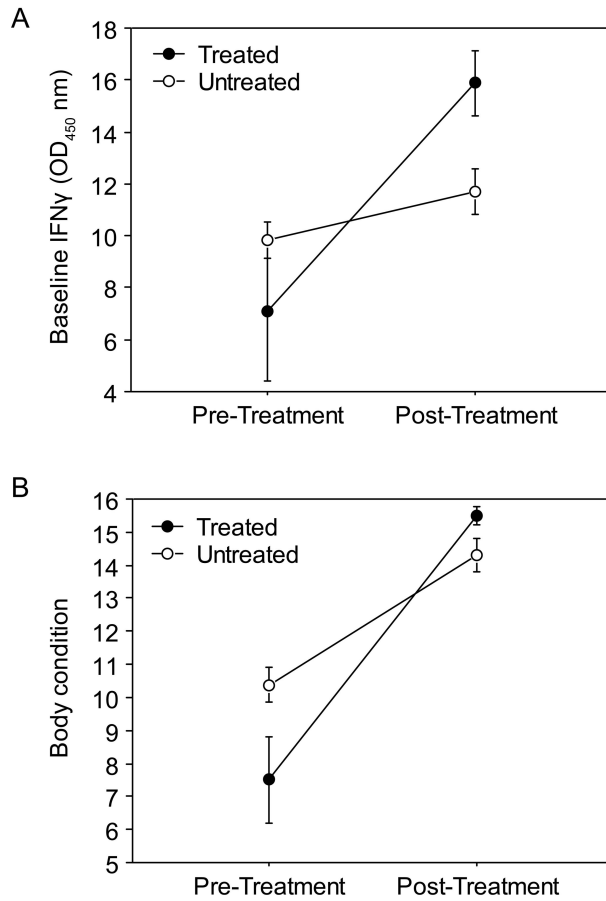 A
18
16
14
12
10
8
6
4
Baseline IFNγ (OD450 nm)
Treated
Untreated
Pre-Treatment
Post-Treatment
B
16
15
14
13
12
11
10
9
8
7
6
5
Body condition
Treated
Untreated
Pre-Treatment
Post-Treatment